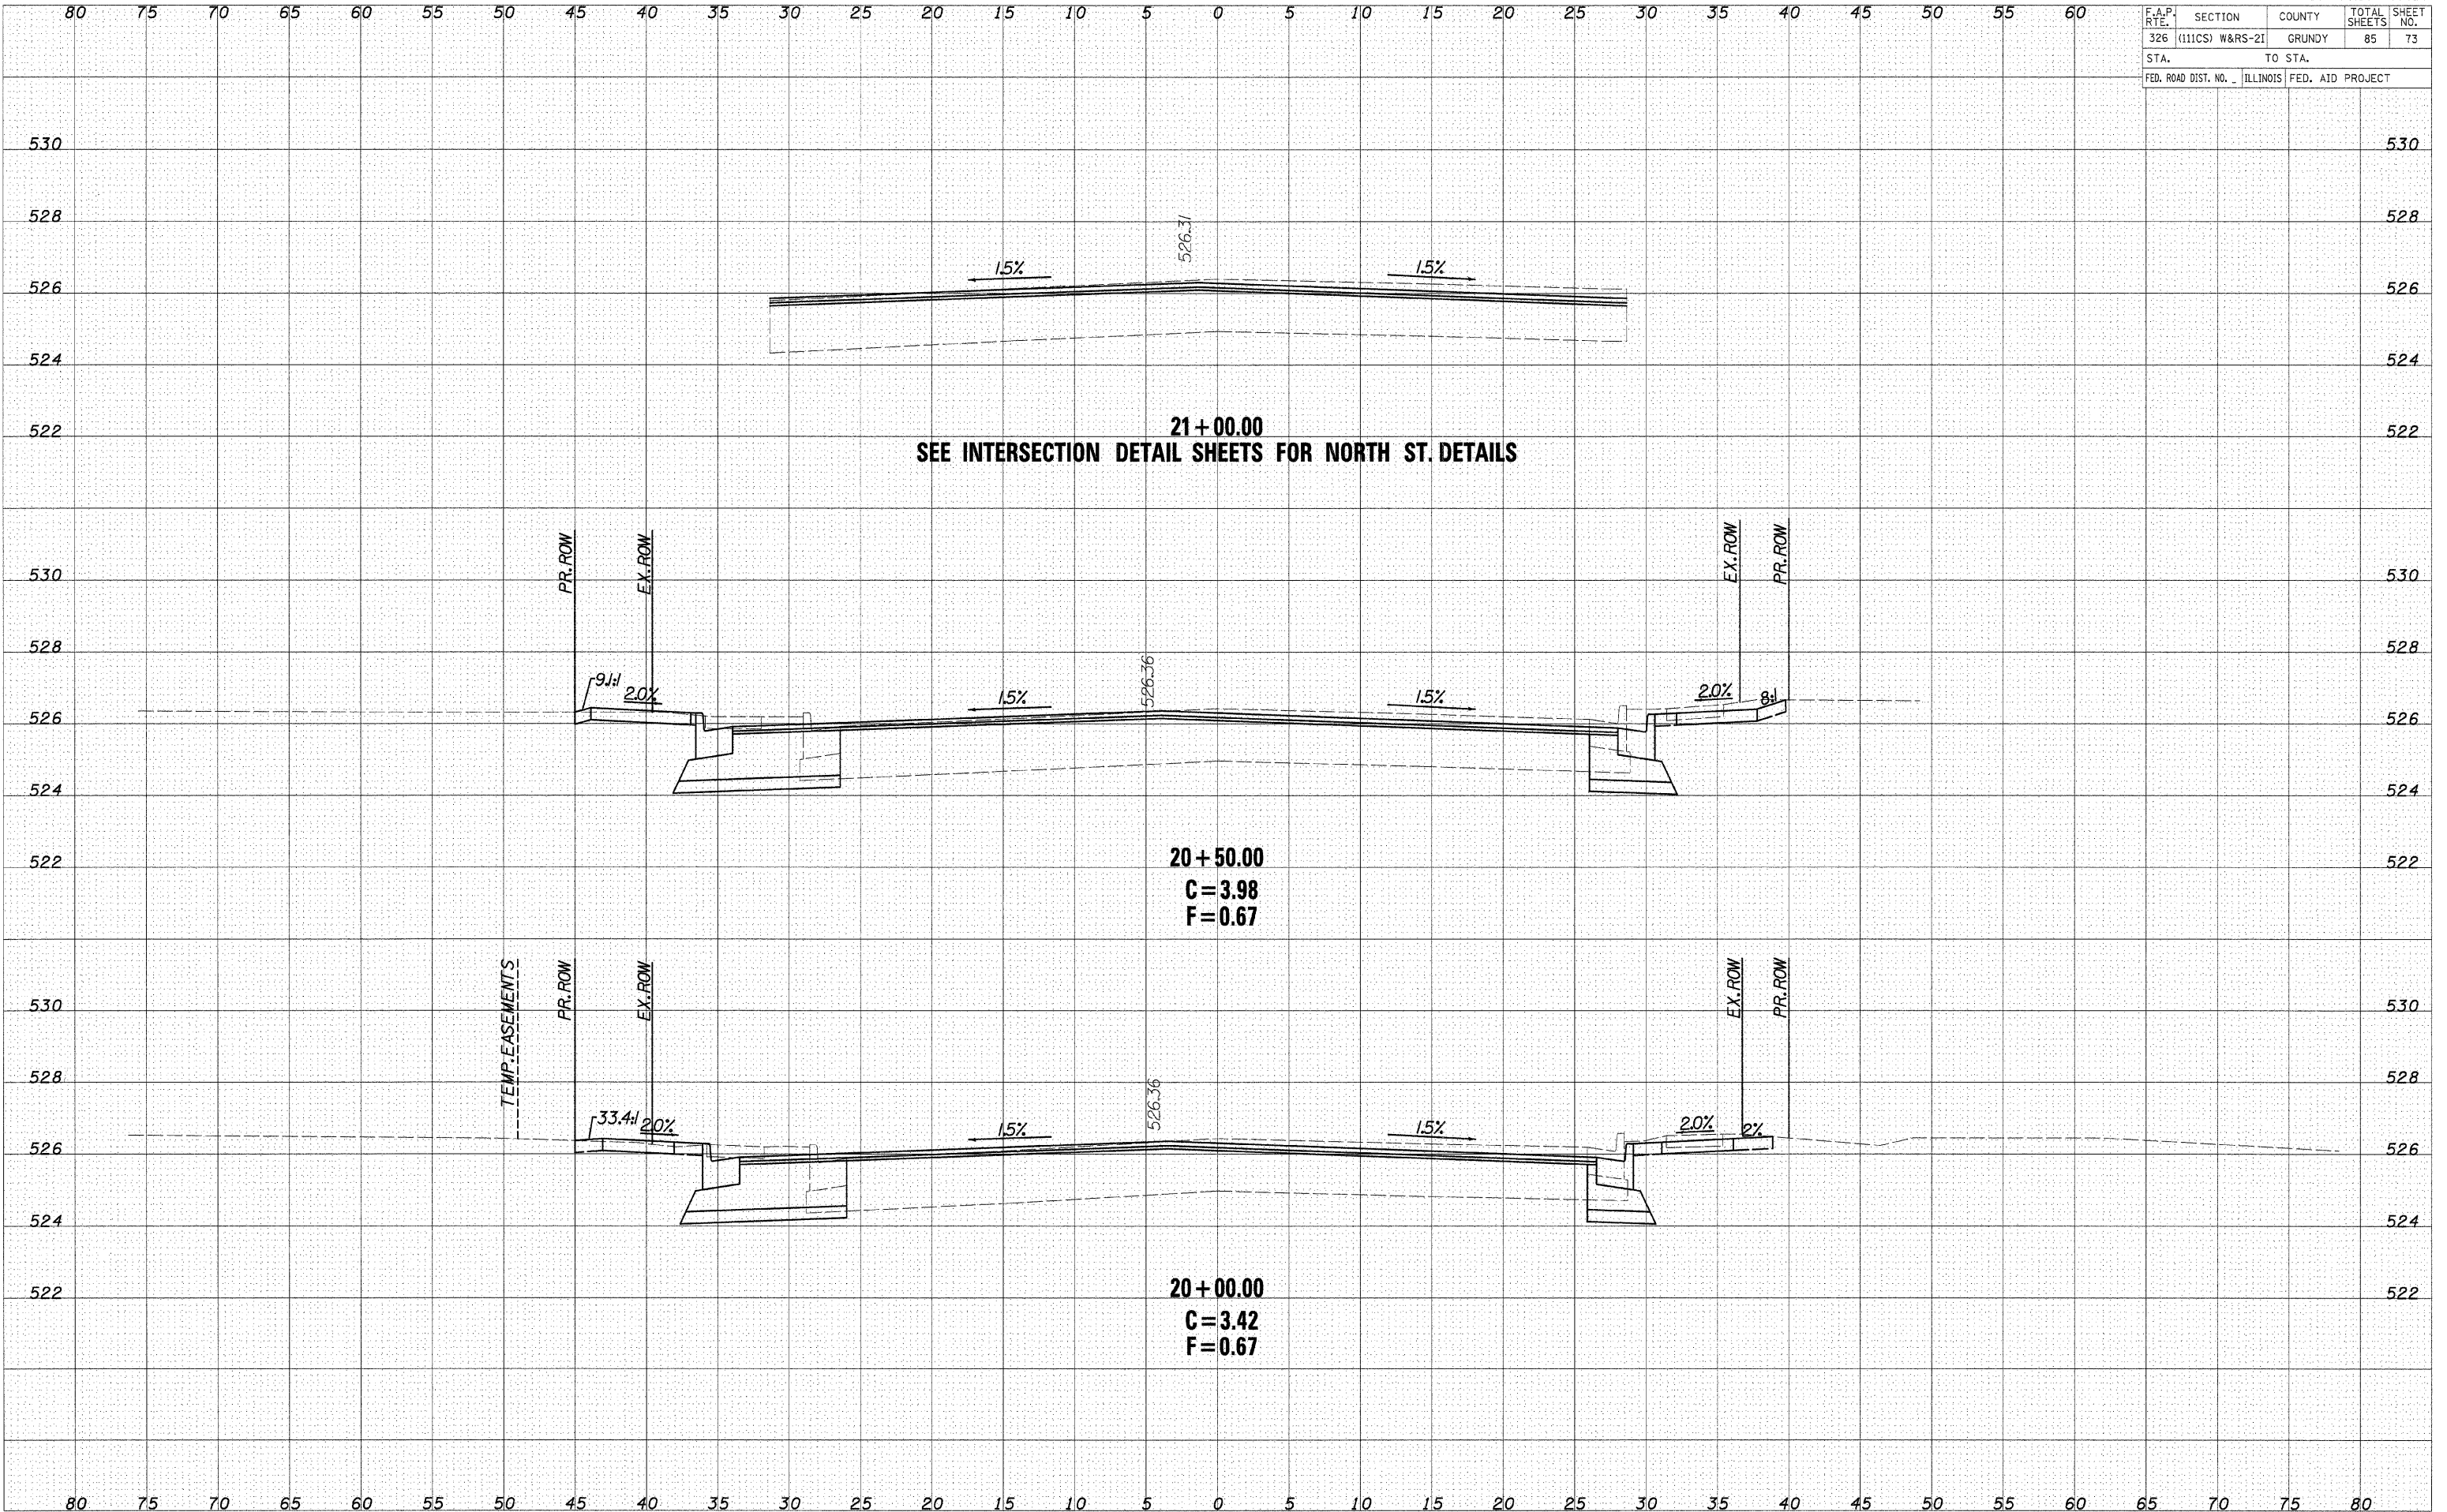 80 75 70 65 60 55 50 45 40 35 30 25 20 15 10 5 0 5 10 15 20 25 30 35 40 45 50 55 60
F.A.P. RTE. SECTION COUNTY TOTAL SHEETS SHEET NO.
326 (111CS) W&RS-2I GRUNDY 85 73
STA. TO STA.
FED. ROAD DIST. NO. _ ILLINOIS FED. AID PROJECT
530 530
528 526.31 528
1.5% 1.5%
526 526
524 524
522 21+00.00 522
SEE INTERSECTION DETAIL SHEETS FOR NORTH ST. DETAILS
PR. ROW EX. ROW EX. ROW PR. ROW
530 530
528 528
9.1:1 2.0% 1.5% 526.36 1.5% 2.0% 8:1
526 526
524 524
522 20+50.00 522
C=3.98
F=0.67
TEMP. EASEMENTS PR. ROW EX. ROW EX. ROW PR. ROW
530 530
528 528
33.4:1 2.0% 1.5% 526.36 1.5% 2.0% 2%
526 526
524 524
522 20+00.00 522
C=3.42
F=0.67
80 75 70 65 60 55 50 45 40 35 30 25 20 15 10 5 0 5 10 15 20 25 30 35 40 45 50 55 60 65 70 75 80